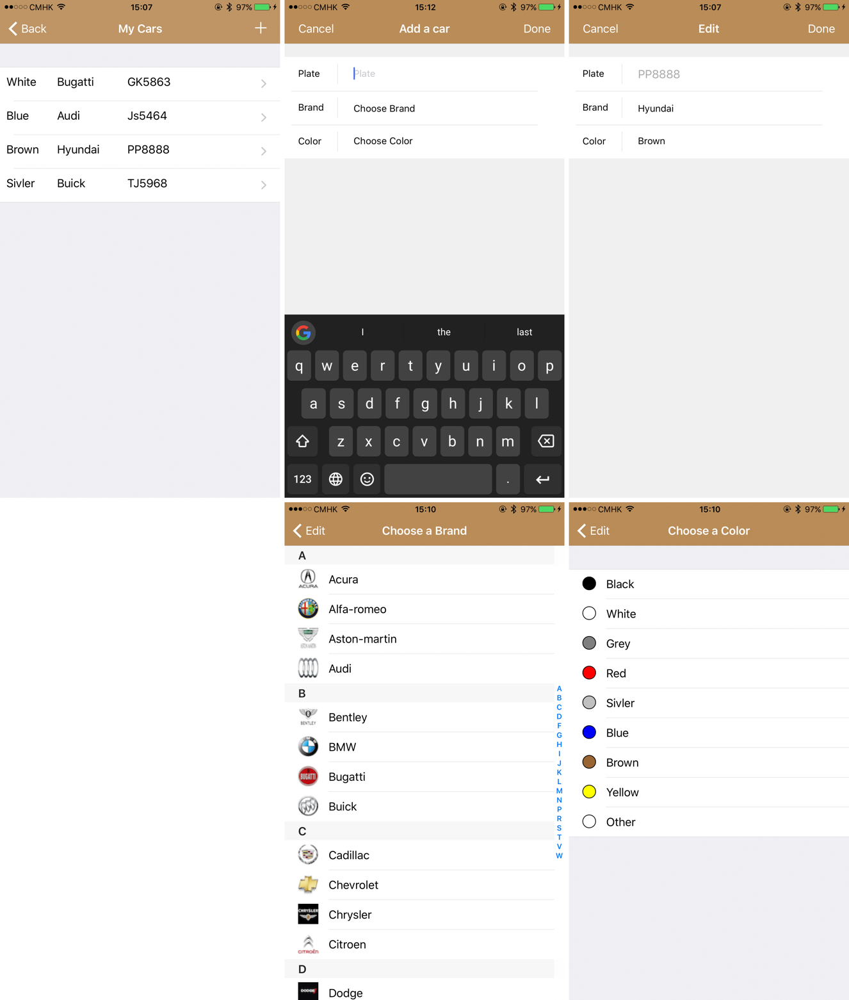 CMHK 15:07 97%
Back My Cars +
White Bugatti GK5863
Blue Audi Js5464
Brown Hyundai PP8888
Sivler Buick TJ5968
CMHK 15:12 97%
Cancel Add a car Done
Plate Plate
Brand Choose Brand
Color Choose Color
I the last
q w e r t y u i o p
a s d f g h j k l
z x c v b n m
123 .
CMHK 15:07 97%
Cancel Edit Done
Plate PP8888
Brand Hyundai
Color Brown
CMHK 15:10 97%
Edit Choose a Brand
A
ACURA Acura
Alfa-romeo
Aston-martin
Audi
B
BENTLEY Bentley
BMW
BUGATTI Bugatti
Buick
C
Cadillac
Chevrolet
CHRYSLER Chrysler
CITROËN Citroen
D
DODGE Dodge
A
B
C
D
F
G
H
I
J
K
L
M
N
P
R
S
T
V
W
CMHK 15:10 97%
Edit Choose a Color
Black
White
Grey
Red
Sivler
Blue
Brown
Yellow
Other